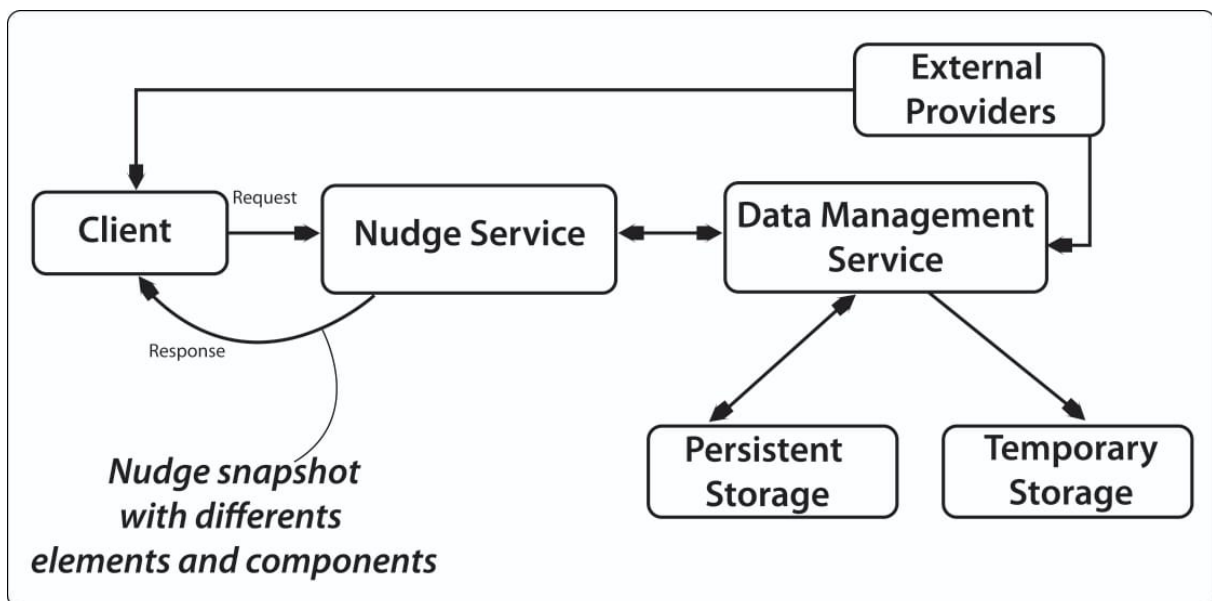 External
Providers
Request
Client
Nudge Service
Data Management
Service
Response
Nudge snapshot
with differents
elements and components
Persistent
Storage
Temporary
Storage